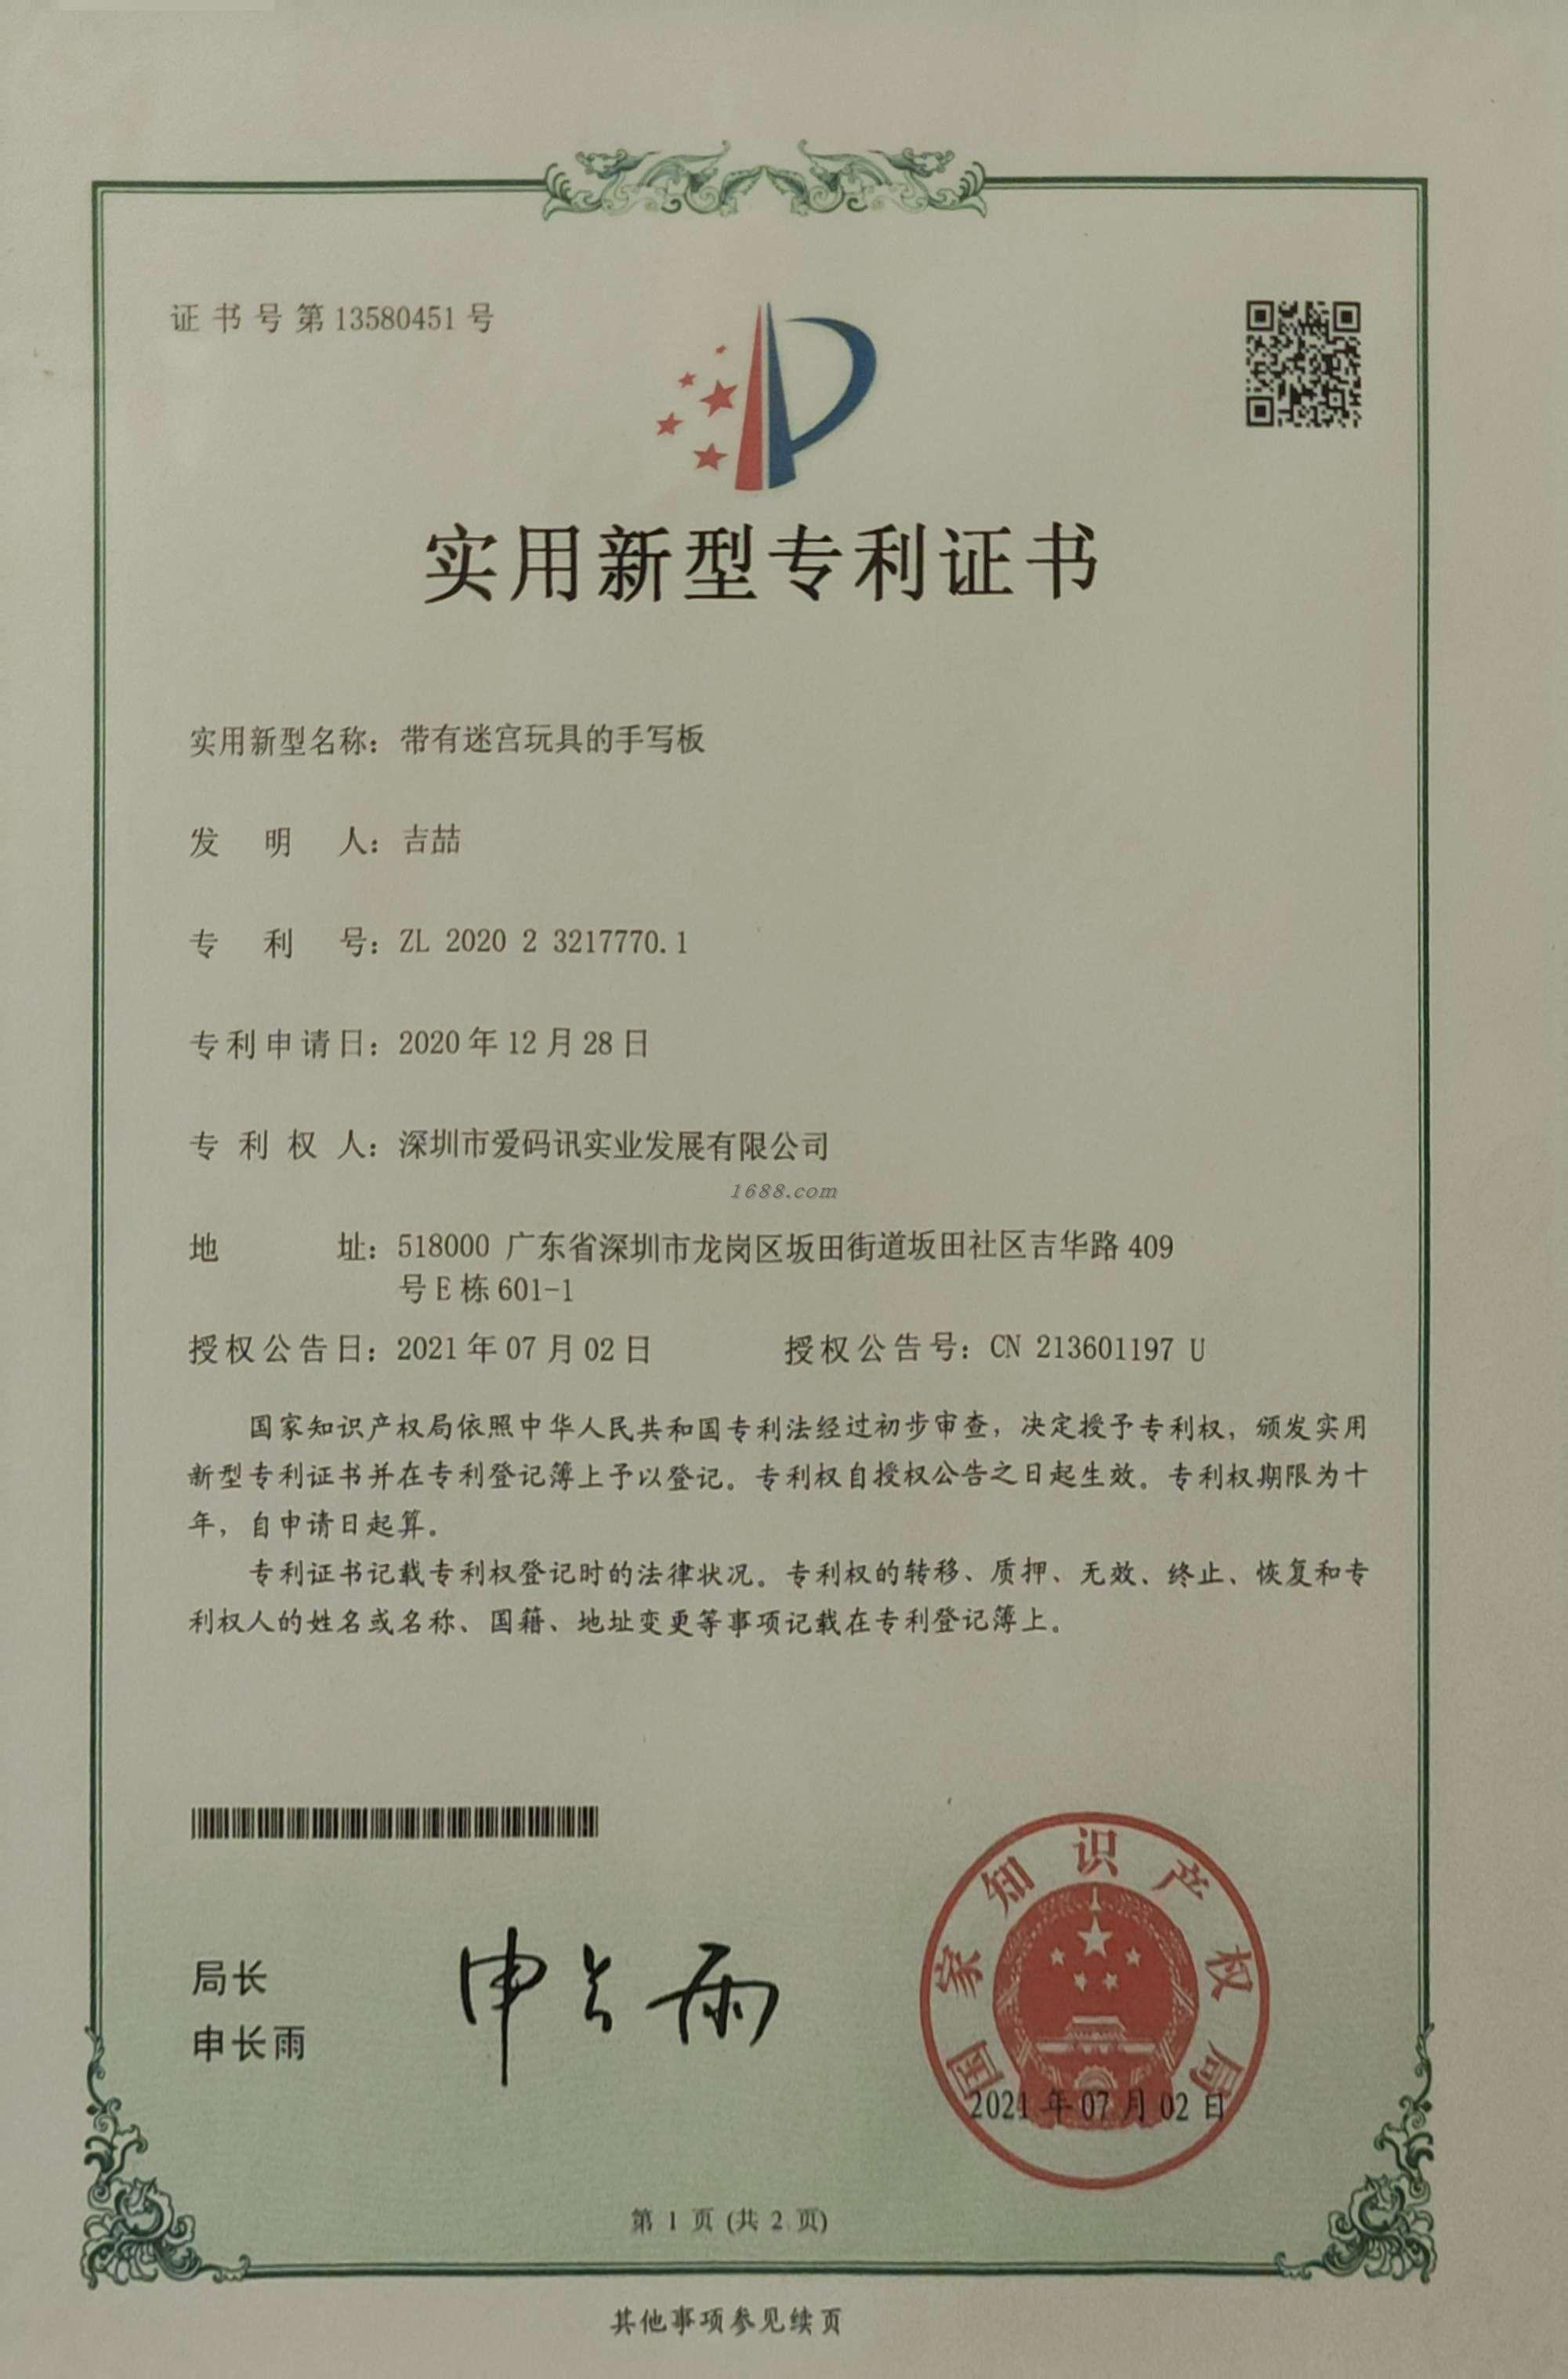 证书号第13580451号
实用新型专利证书
实用新型名称：带有迷宫玩具的手写板
发明人：吉喆
专利号：ZL 2020 2 3217770.1
专利申请日：2020年12月28日
专利权人：深圳市爱码讯实业发展有限公司
1688.com
地址：518000 广东省深圳市龙岗区坂田街道坂田社区吉华路409
号E栋601-1
授权公告日：2021年07月02日 授权公告号：CN 213601197 U
国家知识产权局依照中华人民共和国专利法经过初步审查，决定授予专利权，颁发实用
新型专利证书并在专利登记簿上予以登记。专利权自授权公告之日起生效。专利权期限为十
年，自申请日起算。
专利证书记载专利权登记时的法律状况。专利权的转移、质押、无效、终止、恢复和专
利权人的姓名或名称、国籍、地址变更等事项记载在专利登记簿上。
局长
申长雨
申长雨
国家知识产权局
2021年07月02日
第1页(共2页)
其他事项参见续页